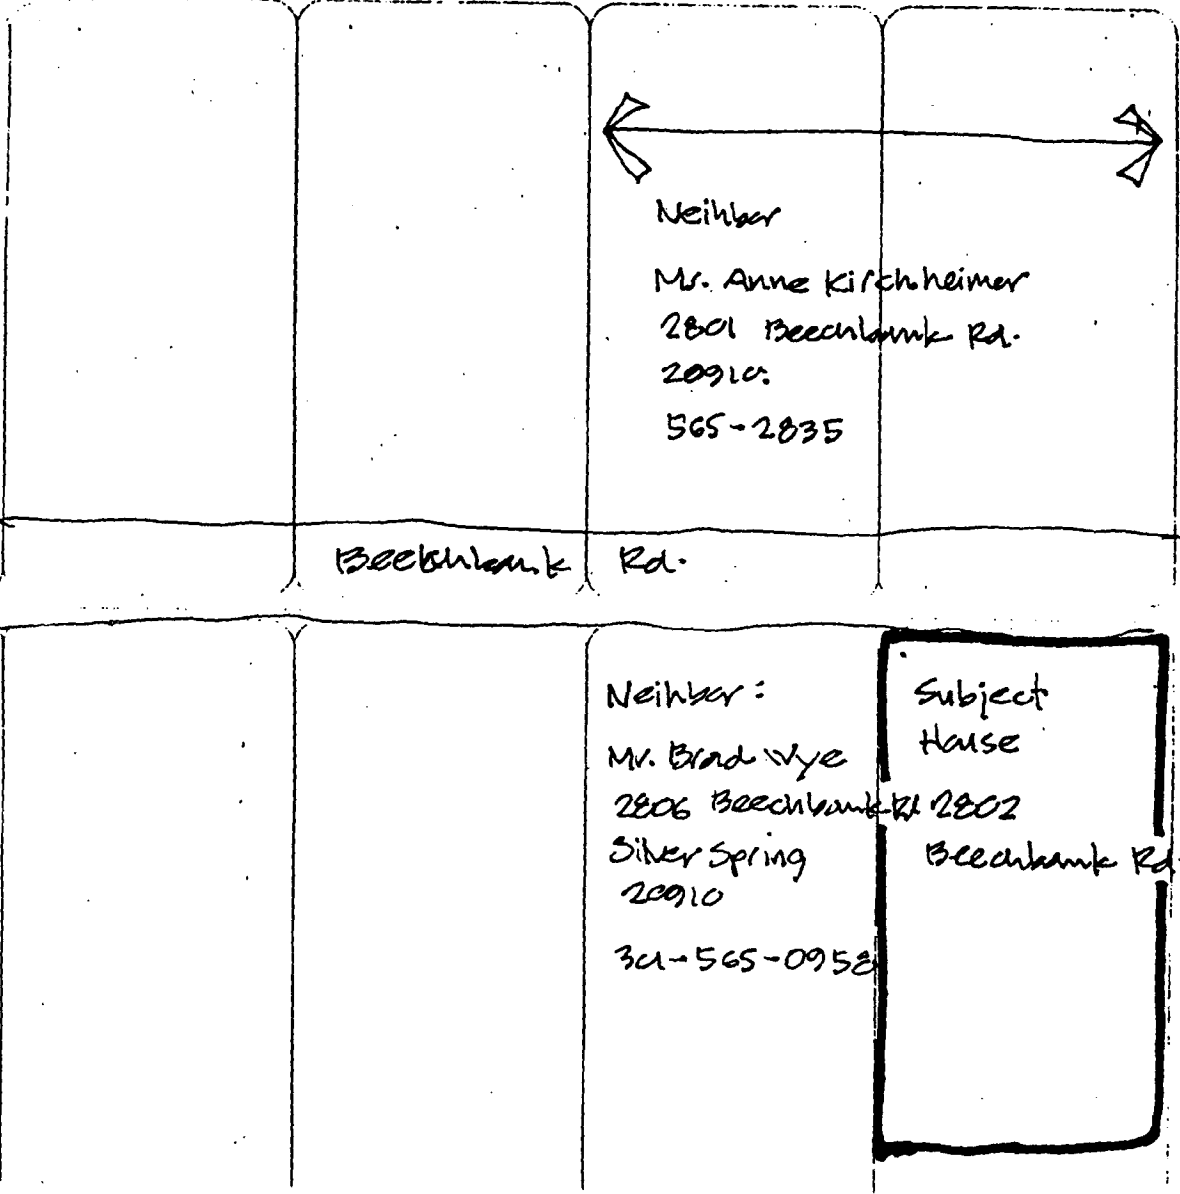 Neihbor
Mr. Anne Kirchheimer
2801 Beechbank Rd.
20910.
565-2835
Beechbank Rd.
Neihbor:
Mr. Brad Wye
2806 Beechbank Rd
Silver Spring
20910
301-565-0958
Subject
House
2802
Beechbank Rd.